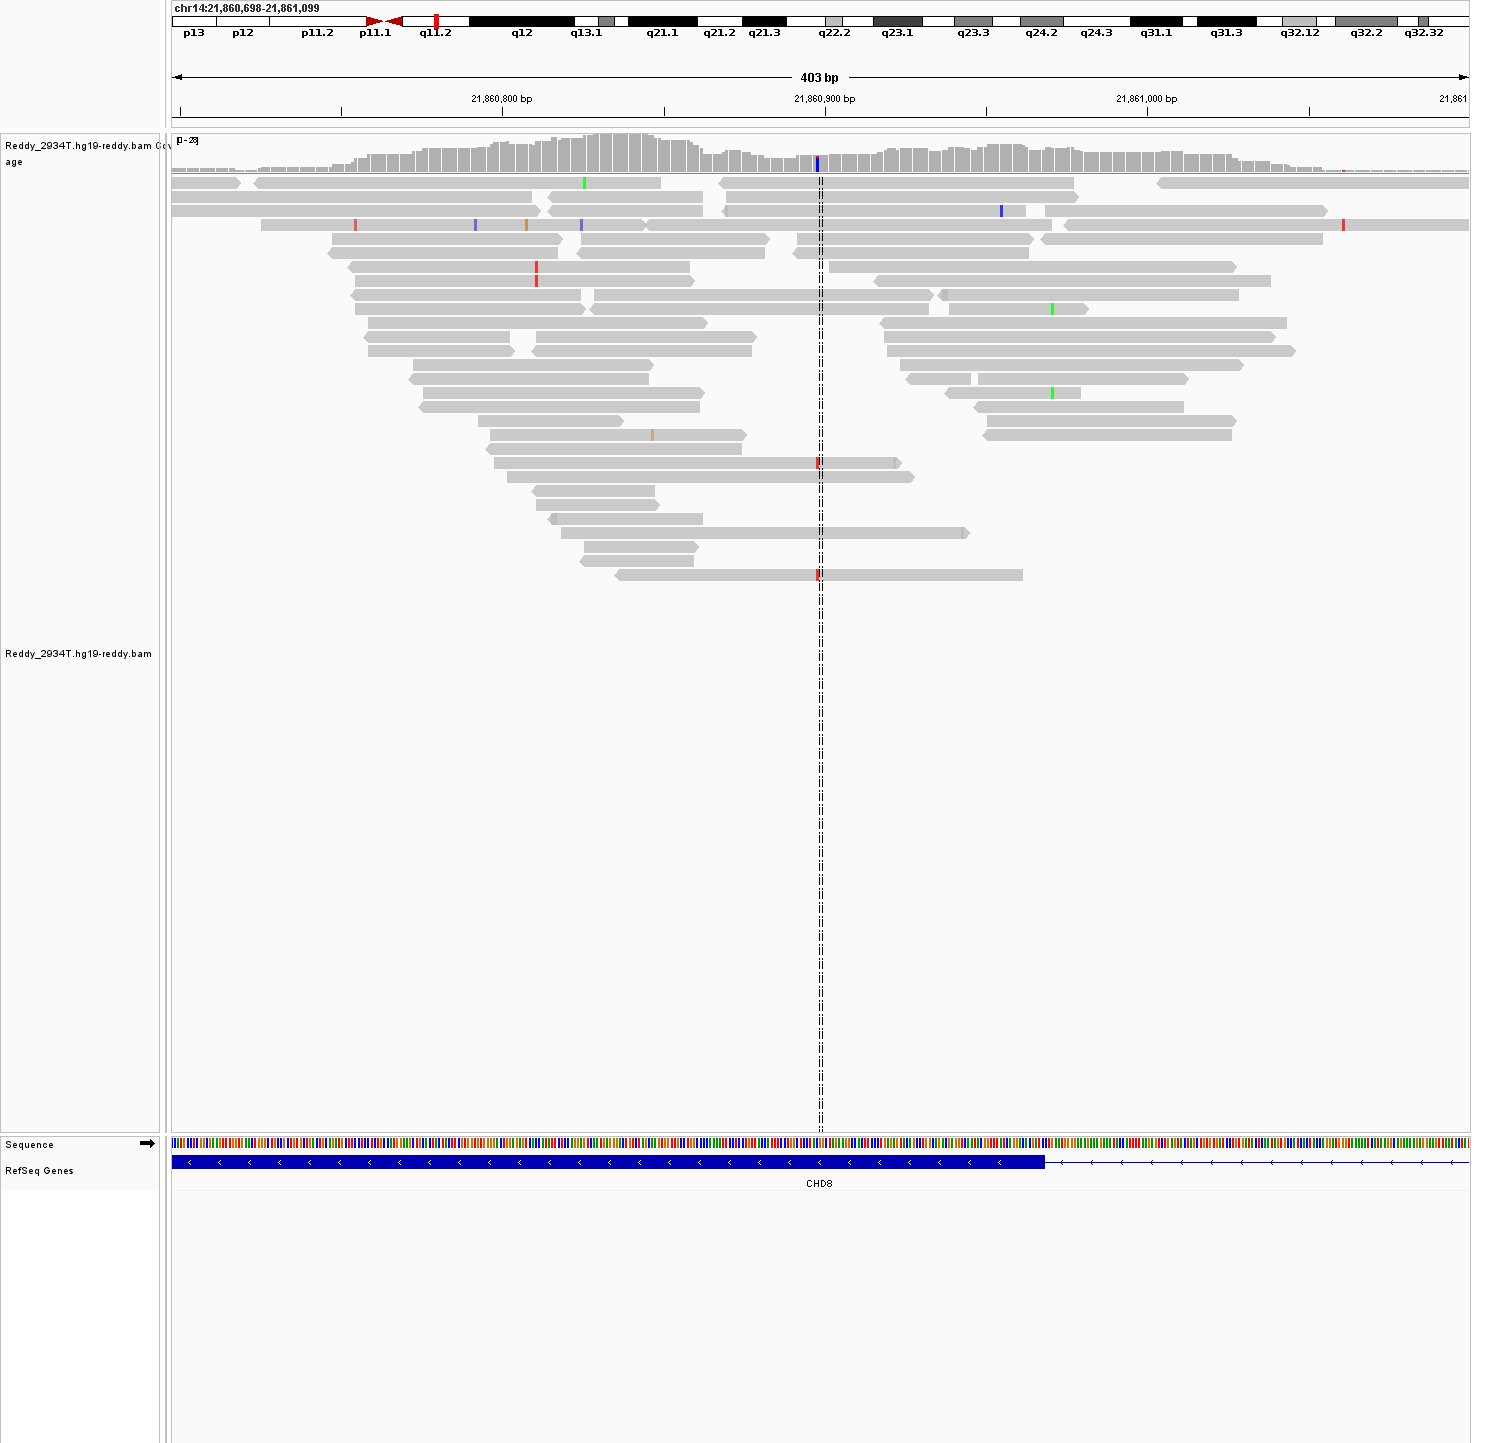 chr14:21,860,698-21,861,099
p13 p12 p11.2 p11.1 q11.2 q12 q13.1 q21.1 q21.2 q21.3 q22.2 q23.1 q23.3 q24.2 q24.3 q31.1 q31.3 q32.12 q32.2 q32.32
403 bp
21,860,800 bp 21,860,900 bp 21,861,000 bp 21,861
[0 - 28]
Reddy_2934T.hg19-reddy.bam Cov
age
Reddy_2934T.hg19-reddy.bam
Sequence
RefSeq Genes
CHD8